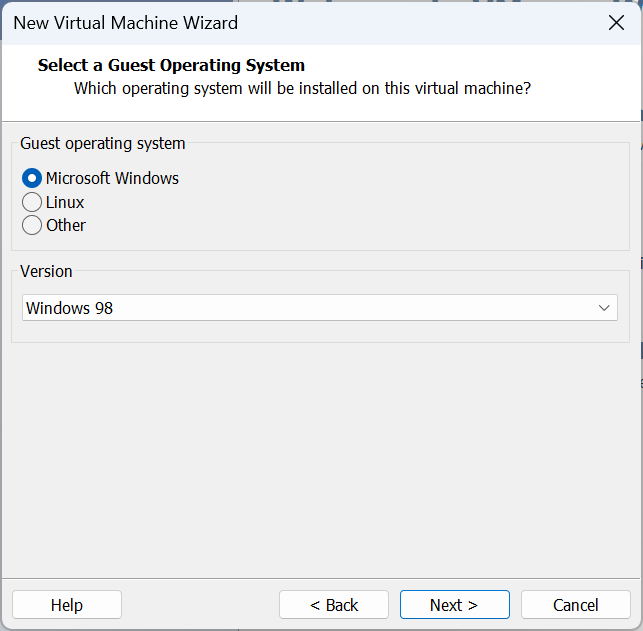 New Virtual Machine Wizard
Select a Guest Operating System
Which operating system will be installed on this virtual machine?
Guest operating system
Microsoft Windows
Linux
Other
Version
Windows 98
Help
< Back
Next >
Cancel